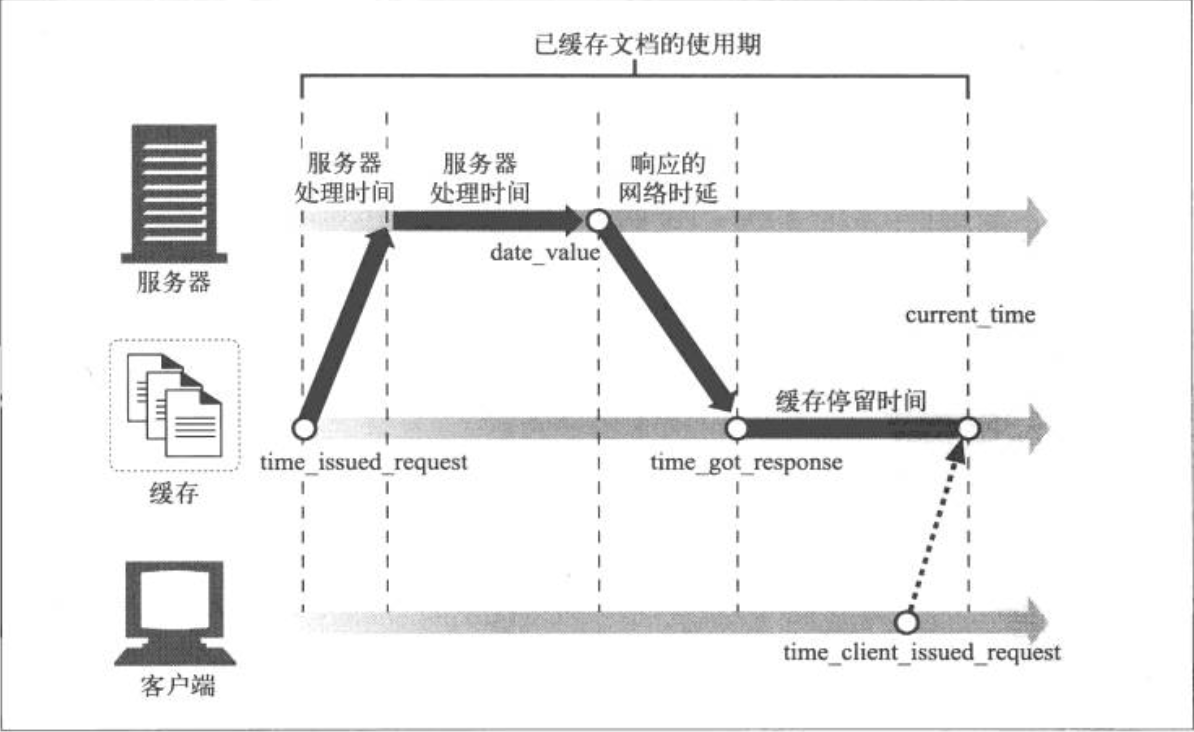 已缓存文档的使用期
服务器
处理时间
服务器
处理时间
响应的
网络时延
date_value
服务器
current_time
缓存停留时间
time_issued_request
time_got_response
缓存
time_client_issued_request
客户端